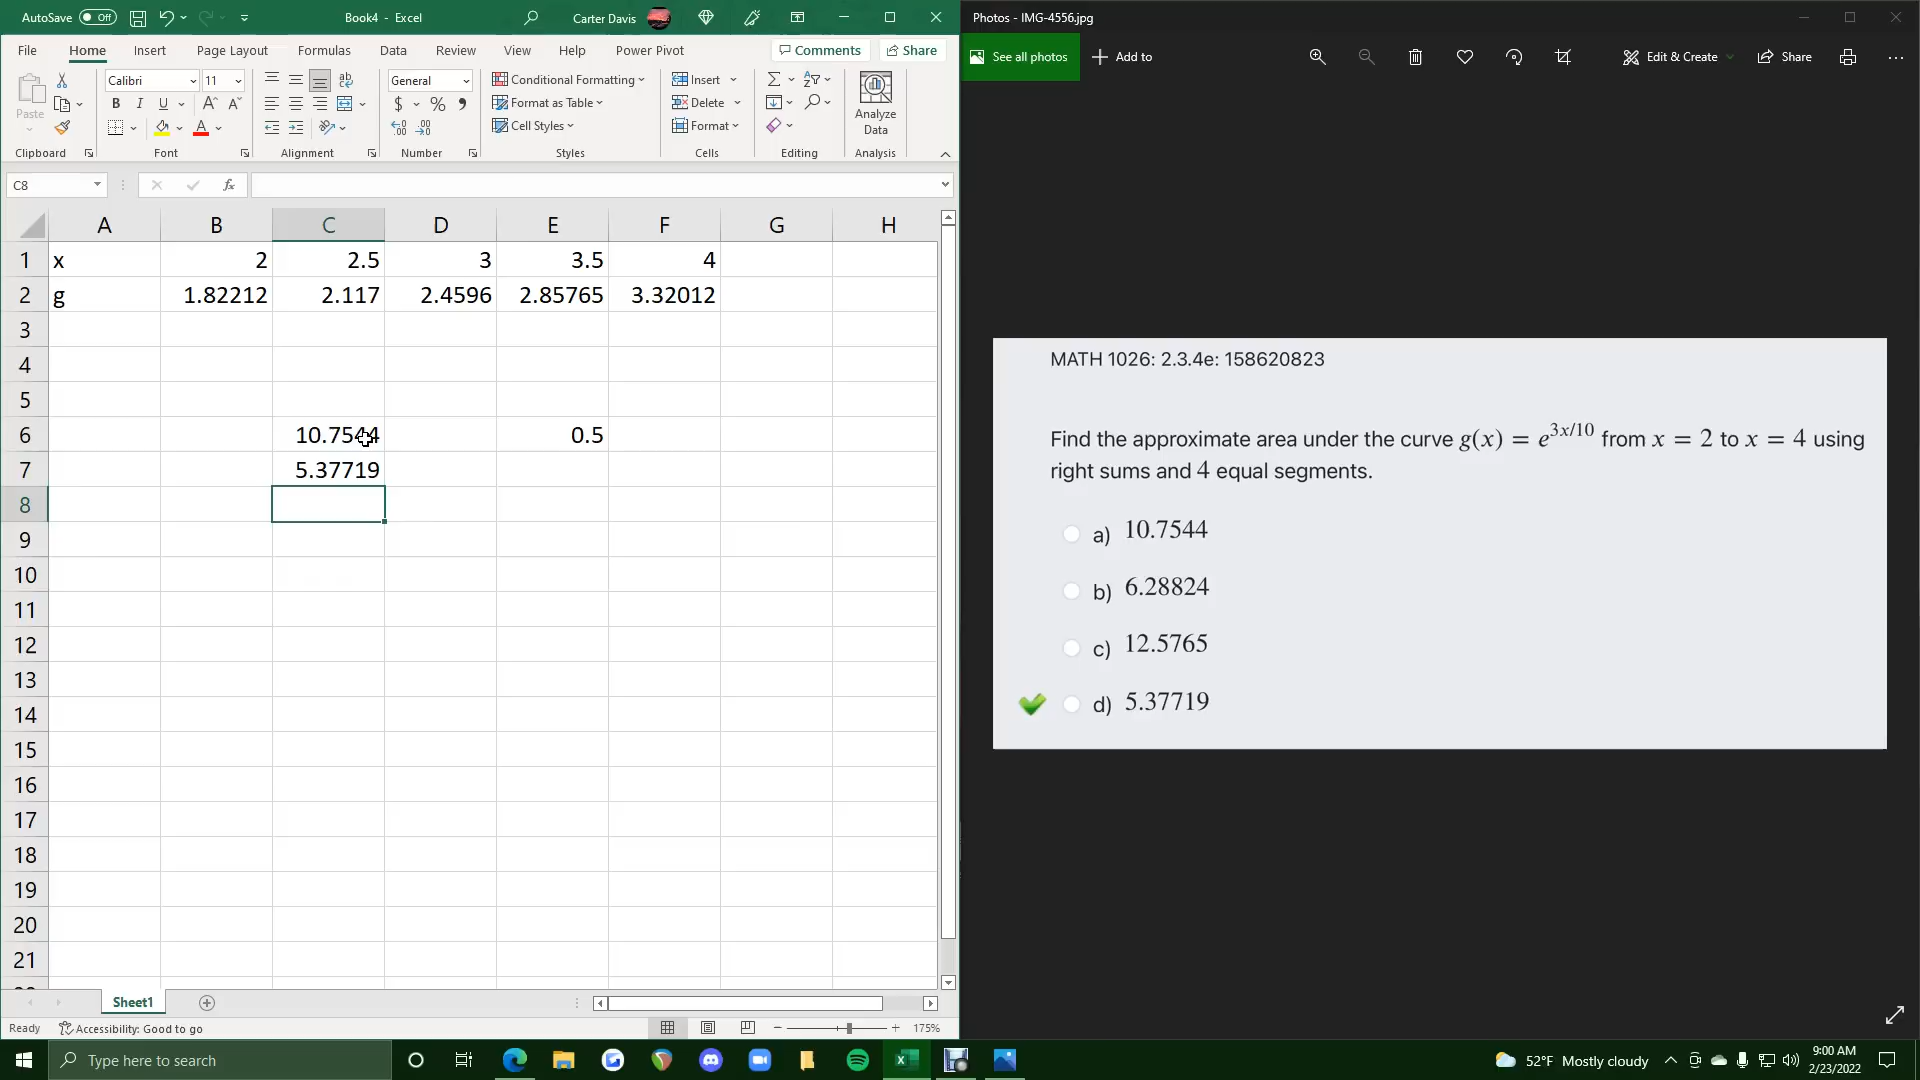 AutoSave Off Book4 - Excel Carter Davis
File Home Insert Page Layout Formulas Data Review View Help Power Pivot Comments Share
Paste
Calibri 11
B I U A A
A
ab
General
$ % 9
Conditional Formatting
Format as Table
Cell Styles
Insert
Delete
Format
Analyze
Data
Clipboard Font Alignment Number Styles Cells Editing Analysis
C8 fx
A B C D E F G H
1 x 2 2.5 3 3.5 4
2 g 1.82212 2.117 2.4596 2.85765 3.32012
3
4
5
6 10.7544 0.5
7 5.37719
8
9
10
11
12
13
14
15
16
17
18
19
20
21
Sheet1
Ready Accessibility: Good to go 175%
Photos - IMG-4556.jpg
See all photos Add to Edit & Create Share
MATH 1026: 2.3.4e: 158620823
Find the approximate area under the curve g(x) = e^{3x/10} from x = 2 to x = 4 using
right sums and 4 equal segments.
a) 10.7544
b) 6.28824
c) 12.5765
d) 5.37719
Type here to search
52°F Mostly cloudy
9:00 AM
2/23/2022